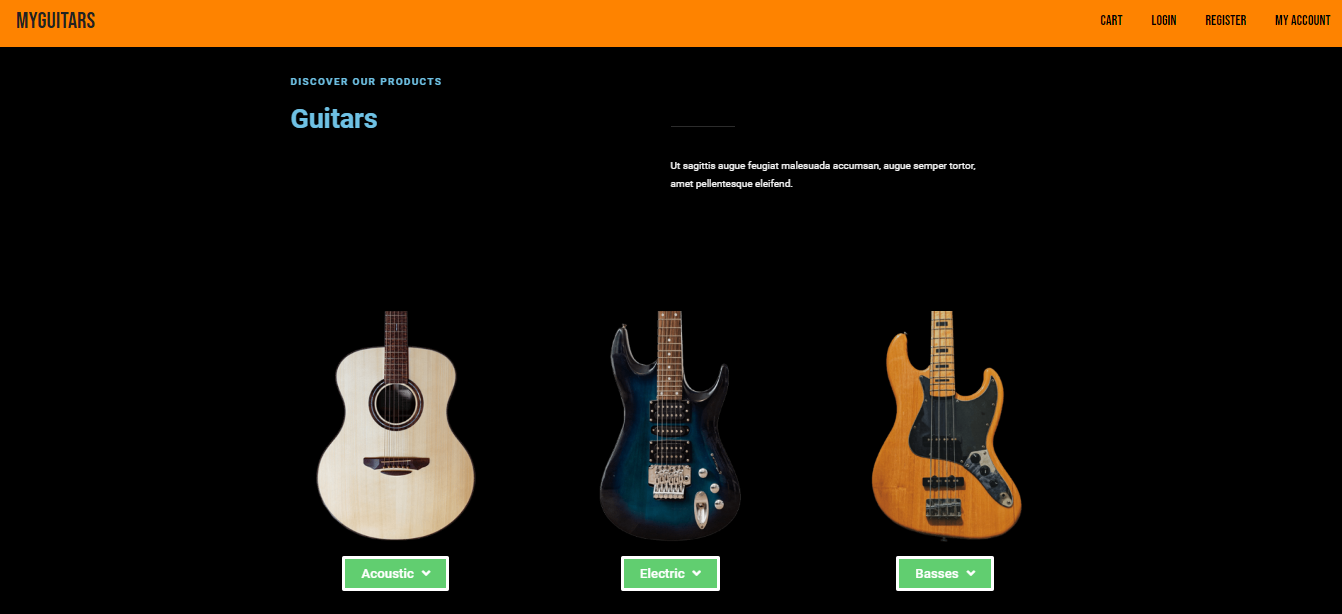 MYGUITARS
CART LOGIN REGISTER MY ACCOUNT
DISCOVER OUR PRODUCTS
Guitars
Ut sagittis augue feugiat malesuada accumsan, augue semper tortor,
amet pellentesque eleifend.
Acoustic
Electric
Basses